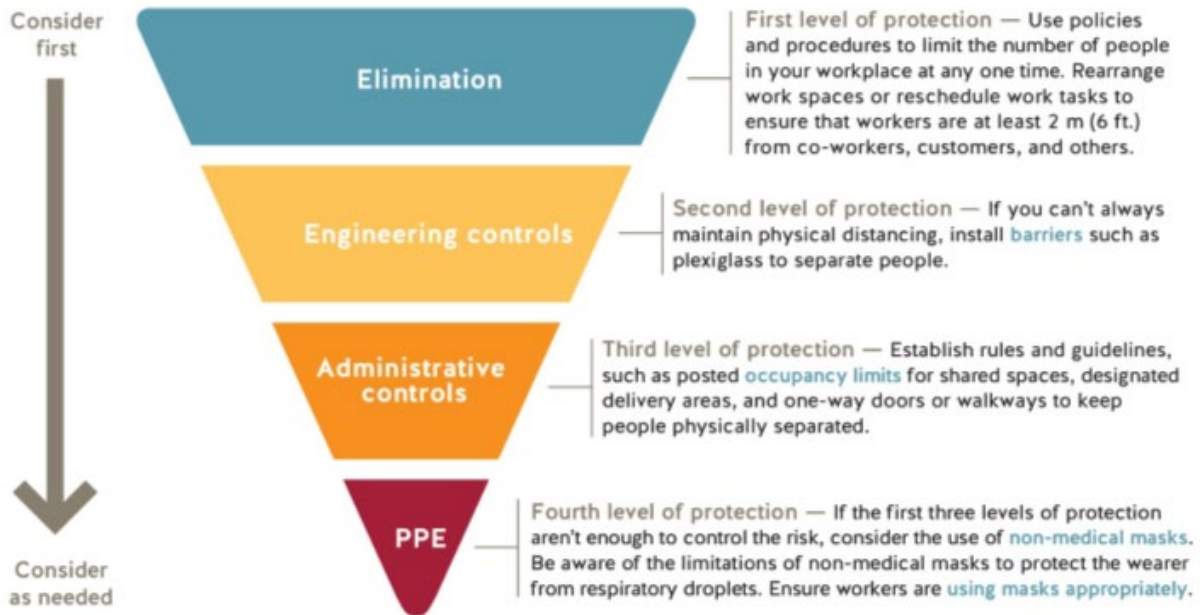 Consider
first
Elimination
First level of protection — Use policies
and procedures to limit the number of people
in your workplace at any one time. Rearrange
work spaces or reschedule work tasks to
ensure that workers are at least 2 m (6 ft.)
from co-workers, customers, and others.
Engineering controls
Second level of protection — If you can't always
maintain physical distancing, install barriers such as
plexiglass to separate people.
Administrative
controls
Third level of protection — Establish rules and guidelines,
such as posted occupancy limits for shared spaces, designated
delivery areas, and one-way doors or walkways to keep
people physically separated.
PPE
Fourth level of protection — If the first three levels of protection
aren't enough to control the risk, consider the use of non-medical masks.
Be aware of the limitations of non-medical masks to protect the wearer
from respiratory droplets. Ensure workers are using masks appropriately.
Consider
as needed